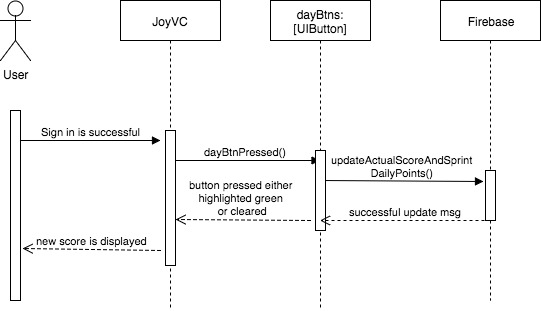 JoyVC
dayBtns:
[UIButton]
Firebase
User
Sign in is successful
dayBtnPressed()
updateActualScoreAndSprint
DailyPoints()
button pressed either
highlighted green
or cleared
successful update msg
new score is displayed